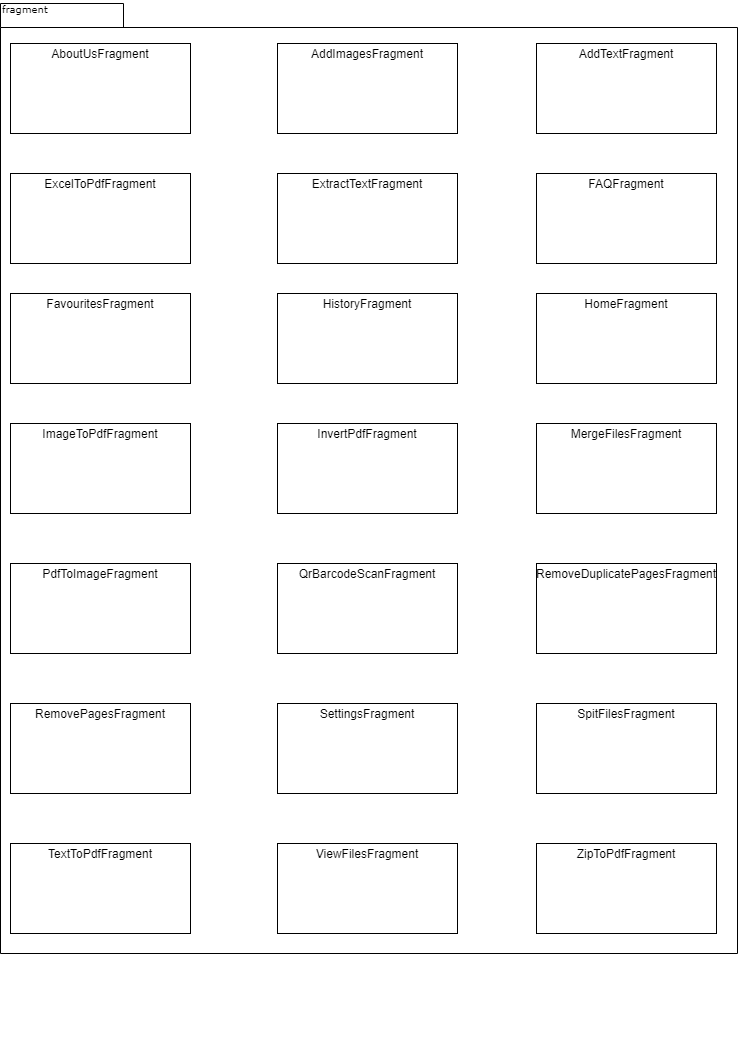 fragment
AboutUsFragment
AddImagesFragment
AddTextFragment
ExcelToPdfFragment
ExtractTextFragment
FAQFragment
FavouritesFragment
HistoryFragment
HomeFragment
ImageToPdfFragment
InvertPdfFragment
MergeFilesFragment
PdfToImageFragment
QrBarcodeScanFragment
RemoveDuplicatePagesFragment
RemovePagesFragment
SettingsFragment
SpitFilesFragment
TextToPdfFragment
ViewFilesFragment
ZipToPdfFragment